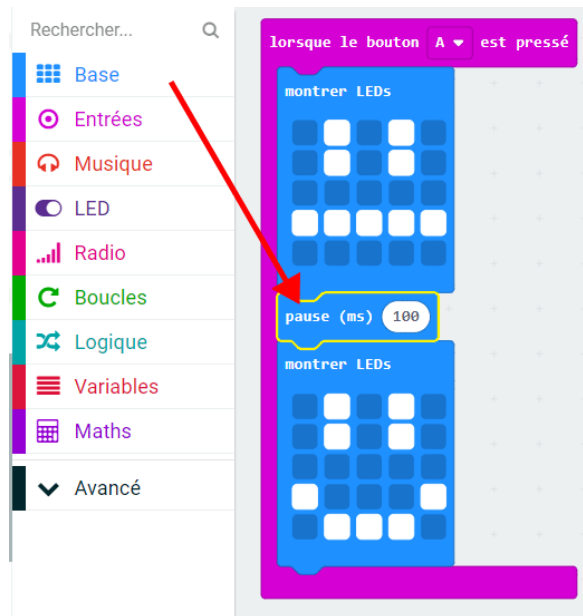 Rechercher...
Base
Entrées
Musique
LED
Radio
Boucles
Logique
Variables
Maths
Avancé
lorsque le bouton A est pressé
montrer LEDs
pause (ms) 100
montrer LEDs